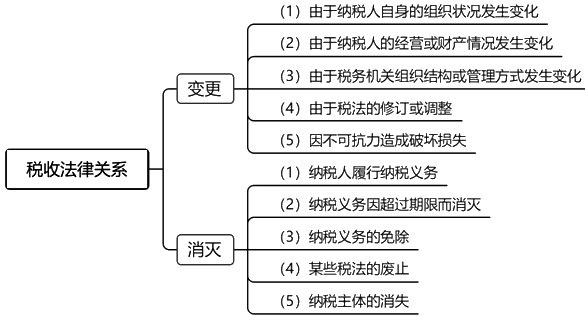 (1) 由于纳税人自身的组织状况发生变化
(2) 由于纳税人的经营或财产情况发生变化
变更
(3) 由于税务机关组织结构或管理方式发生变化
(4) 由于税法的修订或调整
(5) 因不可抗力造成破坏损失
税收法律关系
(1) 纳税人履行纳税义务
(2) 纳税义务因超过期限而消灭
消灭
(3) 纳税义务的免除
(4) 某些税法的废止
(5) 纳税主体的消失